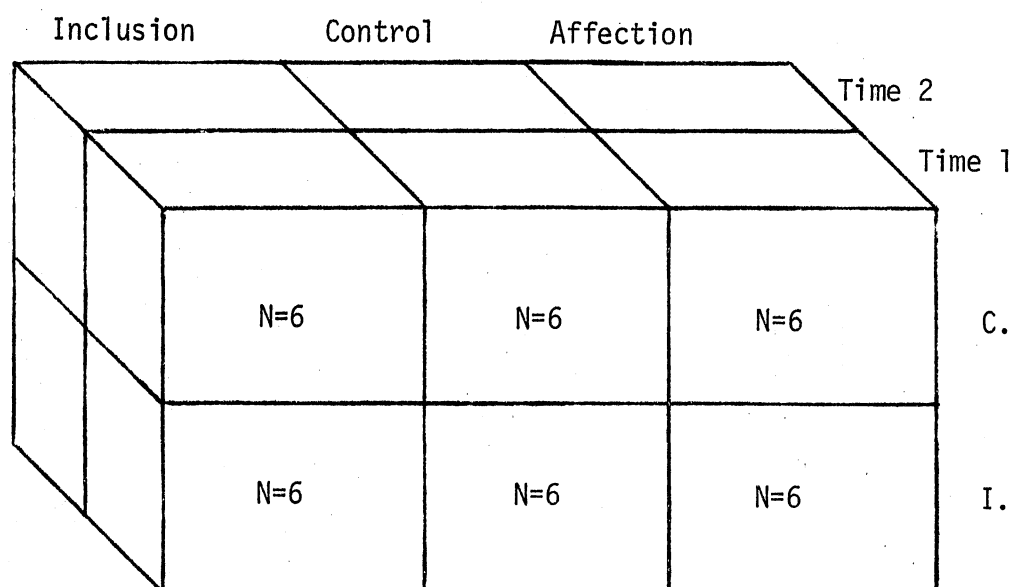 Inclusion Control Affection
Time 2
Time 1
N=6 N=6 N=6 C.
N=6 N=6 N=6 I.